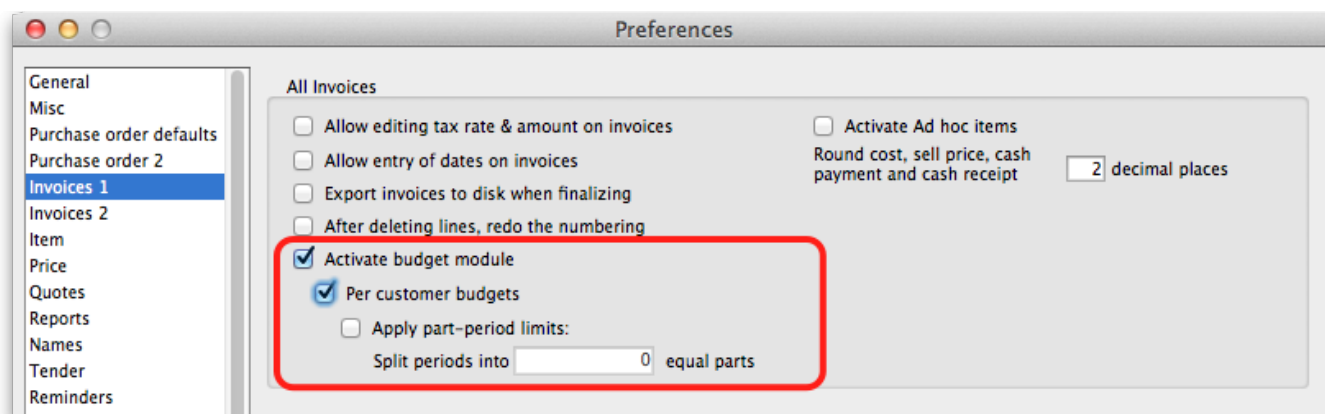 Preferences
General
Misc
Purchase order defaults
Purchase order 2
Invoices 1
Invoices 2
Item
Price
Quotes
Reports
Names
Tender
Reminders
All Invoices
Allow editing tax rate & amount on invoices
Allow entry of dates on invoices
Export invoices to disk when finalizing
After deleting lines, redo the numbering
Activate budget module
Per customer budgets
Apply part-period limits:
Split periods into 0 equal parts
Activate Ad hoc items
Round cost, sell price, cash
payment and cash receipt 2 decimal places